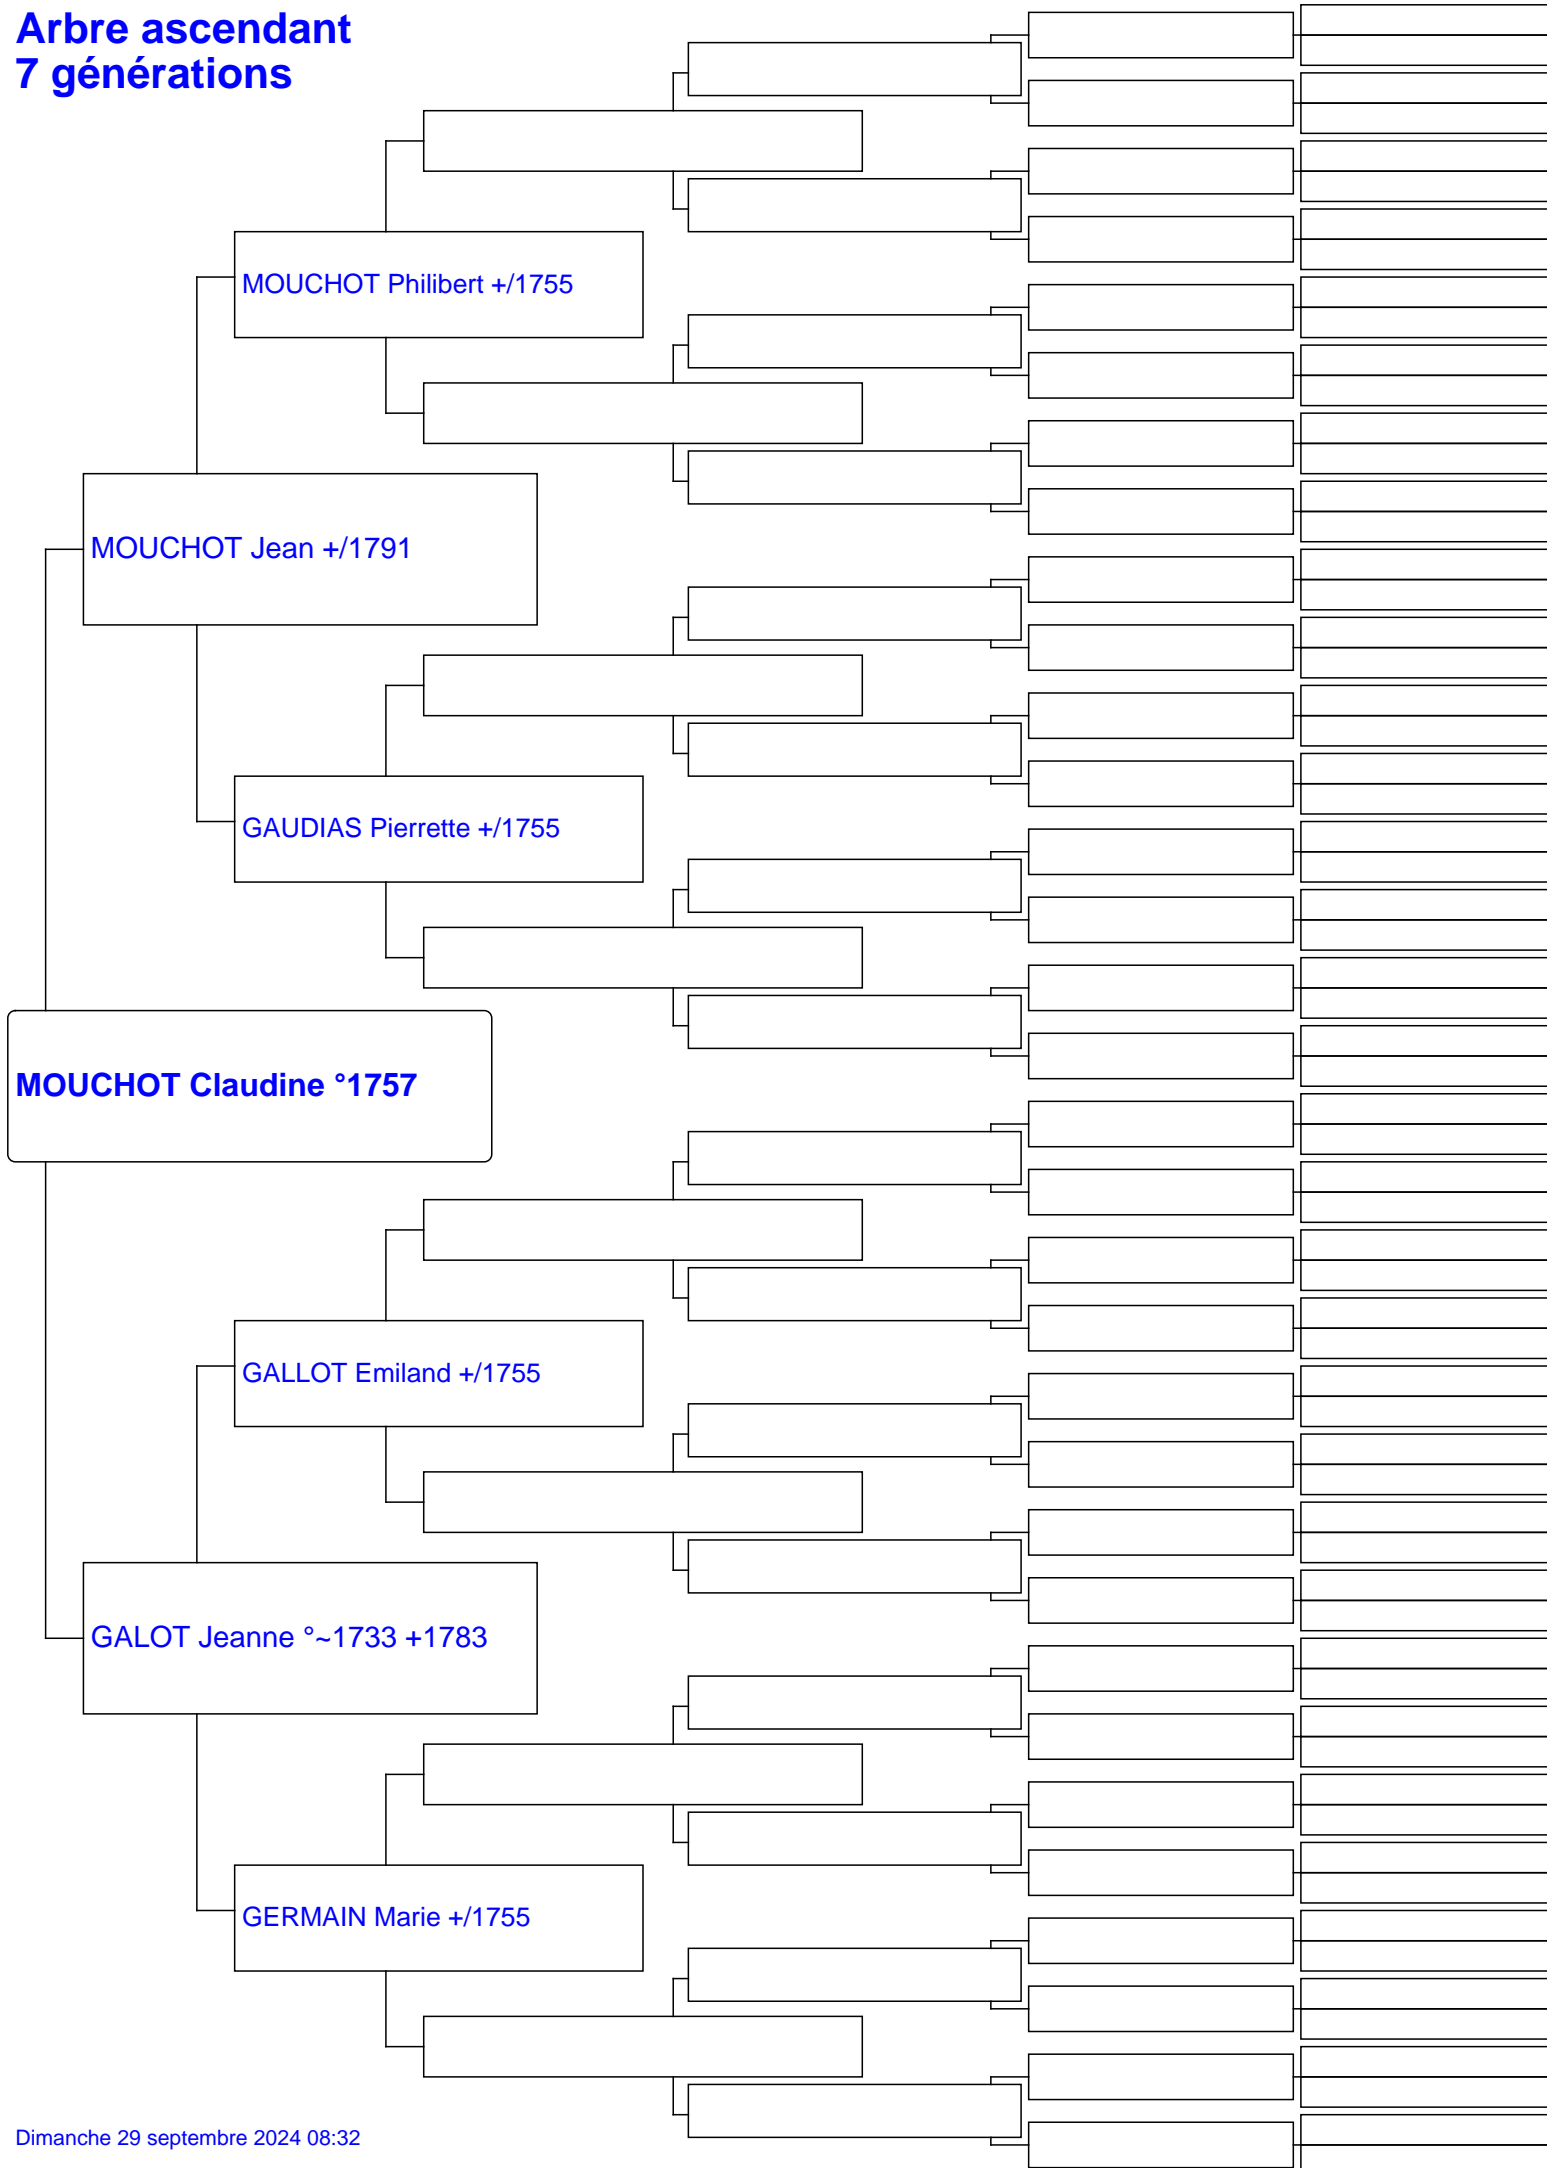 Arbre ascendant
7 générations
MOUCHOT Philibert +/1755
MOUCHOT Jean +/1791
GAUDIAS Pierrette +/1755
MOUCHOT Claudine °1757
GALLOT Emiland +/1755
GALOT Jeanne °~1733 +1783
GERMAIN Marie +/1755
Dimanche 29 septembre 2024 08:32